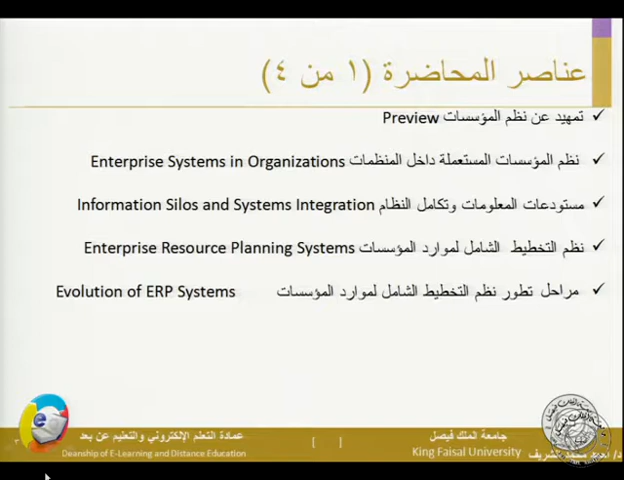 عناصر المحاضرة (١ من ٤)
✓ تمهيد عن نظم المؤسسات Preview
✓ نظم المؤسسات المستعملة داخل المنظمات Enterprise Systems in Organizations
✓ مستودعات المعلومات وتكامل النظام Information Silos and Systems Integration
✓ نظم التخطيط الشامل لموارد المؤسسات Enterprise Resource Planning Systems
✓ مراحل تطور نظم التخطيط الشامل لموارد المؤسسات Evolution of ERP Systems
جامعة الملك فيصل [ ] عمادة التعلم الإلكتروني والتعليم عن بعد ٣
محمد الشريف King Faisal University Deanship of E-Learning and Distance Education